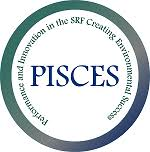 Performance and Innovation in the SRF Creating Environmental Success
PISCES